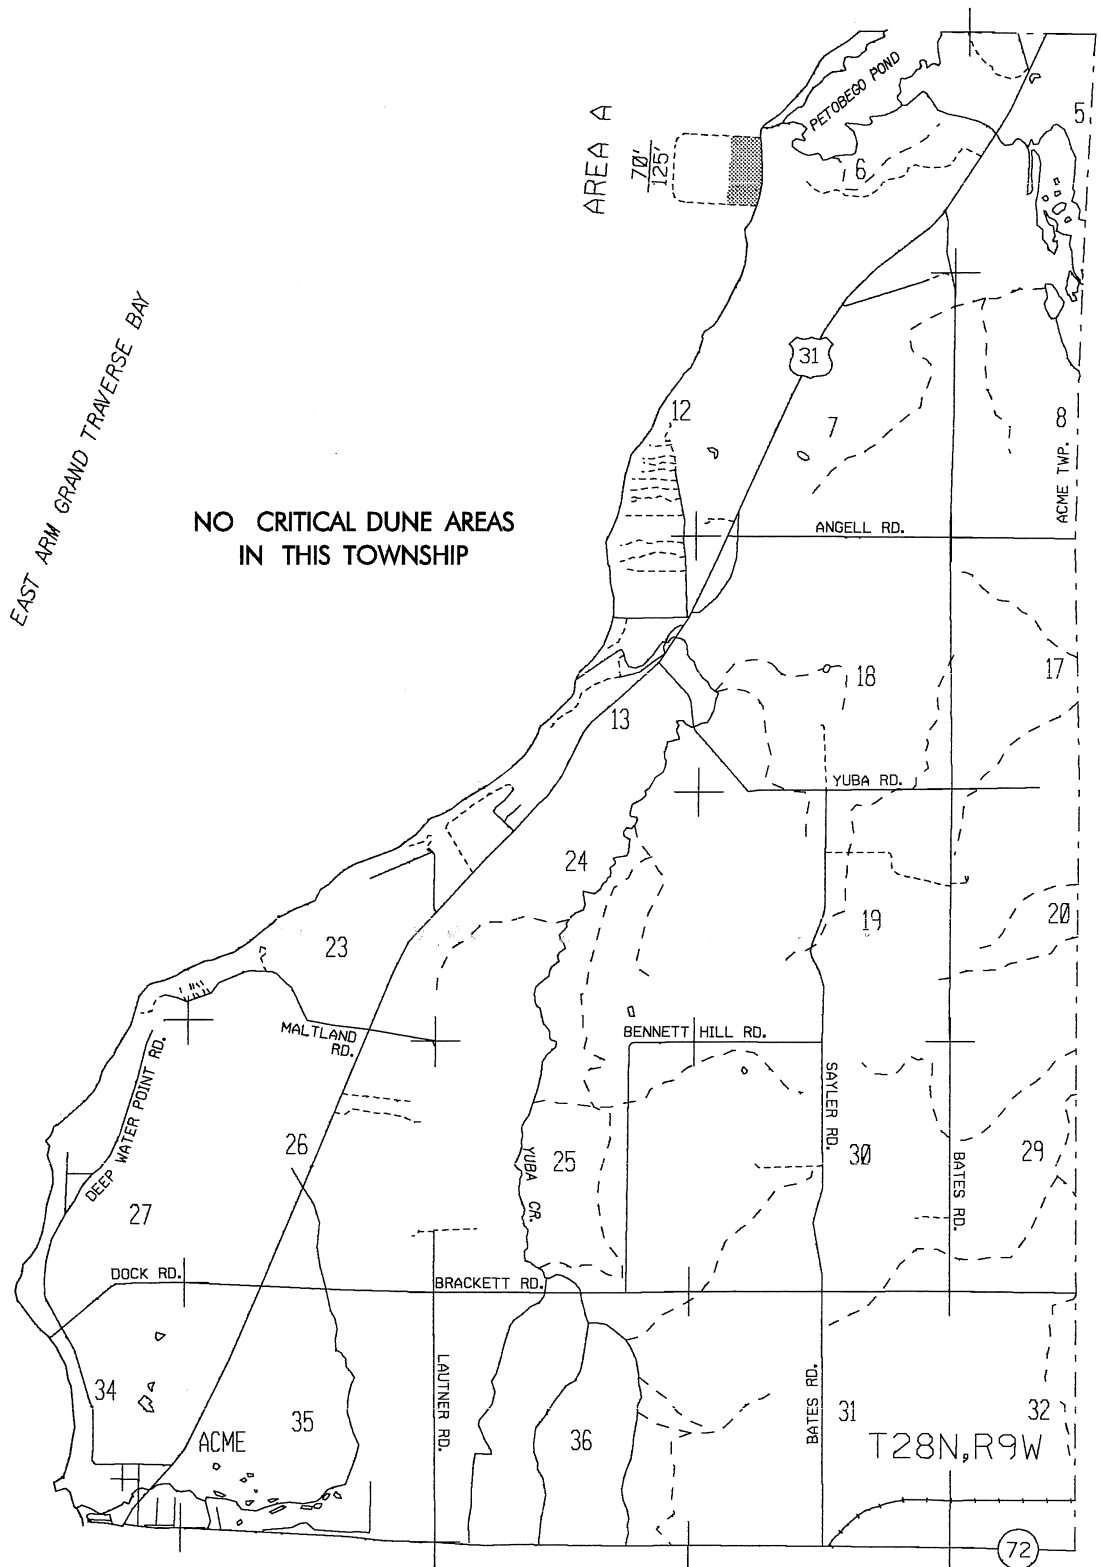 PETOBEGO POND
5
AREA A
70'
125'
6
EAST ARM GRAND TRAVERSE BAY
31
12
7
8
ACME TWP.
NO CRITICAL DUNE AREAS
IN THIS TOWNSHIP
ANGELL RD.
18
17
13
YUBA RD.
24
19
20
23
MALTLAND
RD.
BENNETT HILL RD.
DEEP WATER POINT RD.
SAYLER RD.
26
25
YUBA CR.
30
29
BATES RD.
27
DOCK RD.
BRACKETT RD.
34
35
LAUTNER RD.
36
BATES RD.
31
32
ACME
T28N,R9W
72